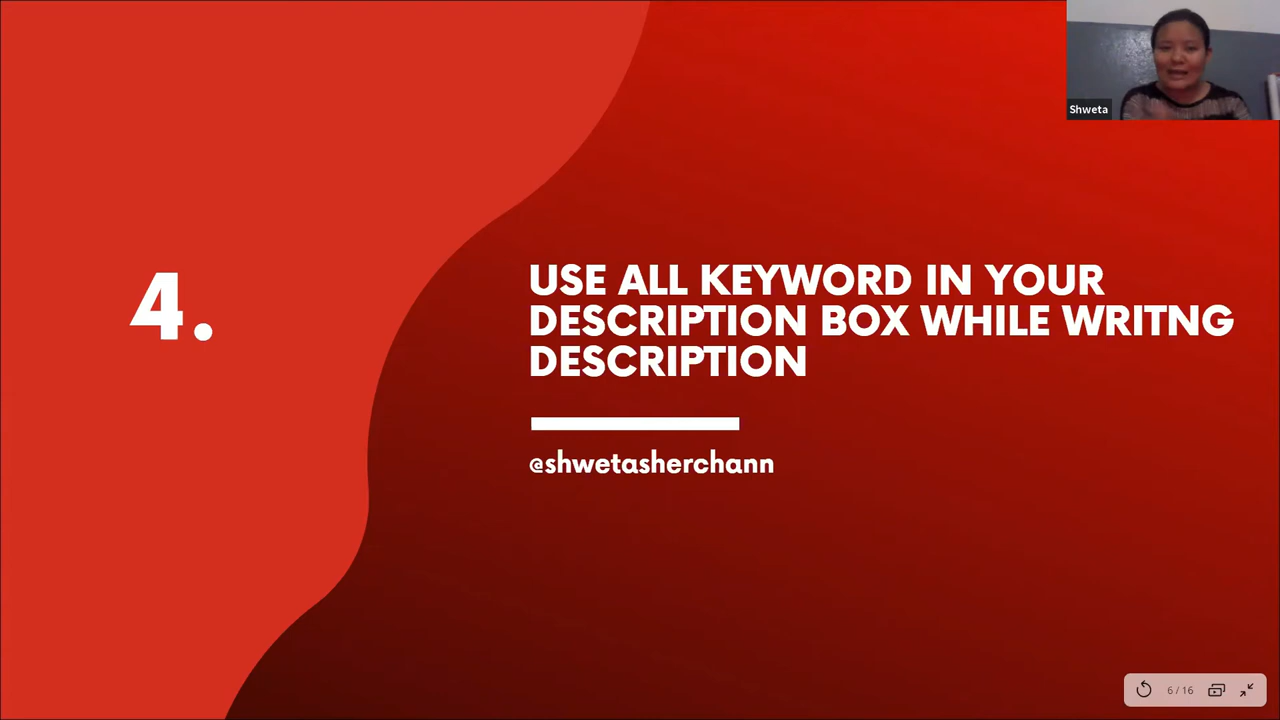 Shweta
4.
USE ALL KEYWORD IN YOUR
DESCRIPTION BOX WHILE WRITNG
DESCRIPTION
@shwetasherchann
6 / 16